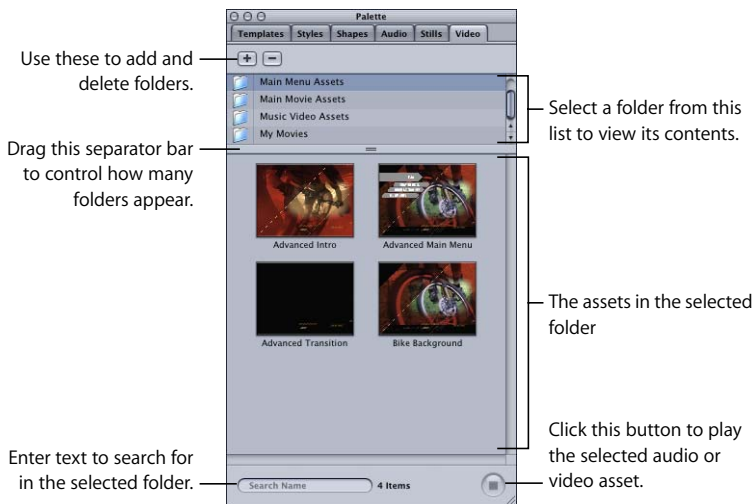 Palette
Templates Styles Shapes Audio Stills Video
Use these to add and
delete folders.
Main Menu Assets
Main Movie Assets
Music Video Assets
My Movies
Select a folder from this
list to view its contents.
Drag this separator bar
to control how many
folders appear.
Advanced Intro Advanced Main Menu
Advanced Transition Bike Background
The assets in the selected
folder
Enter text to search for
in the selected folder.
Search Name 4 Items
Click this button to play
the selected audio or
video asset.